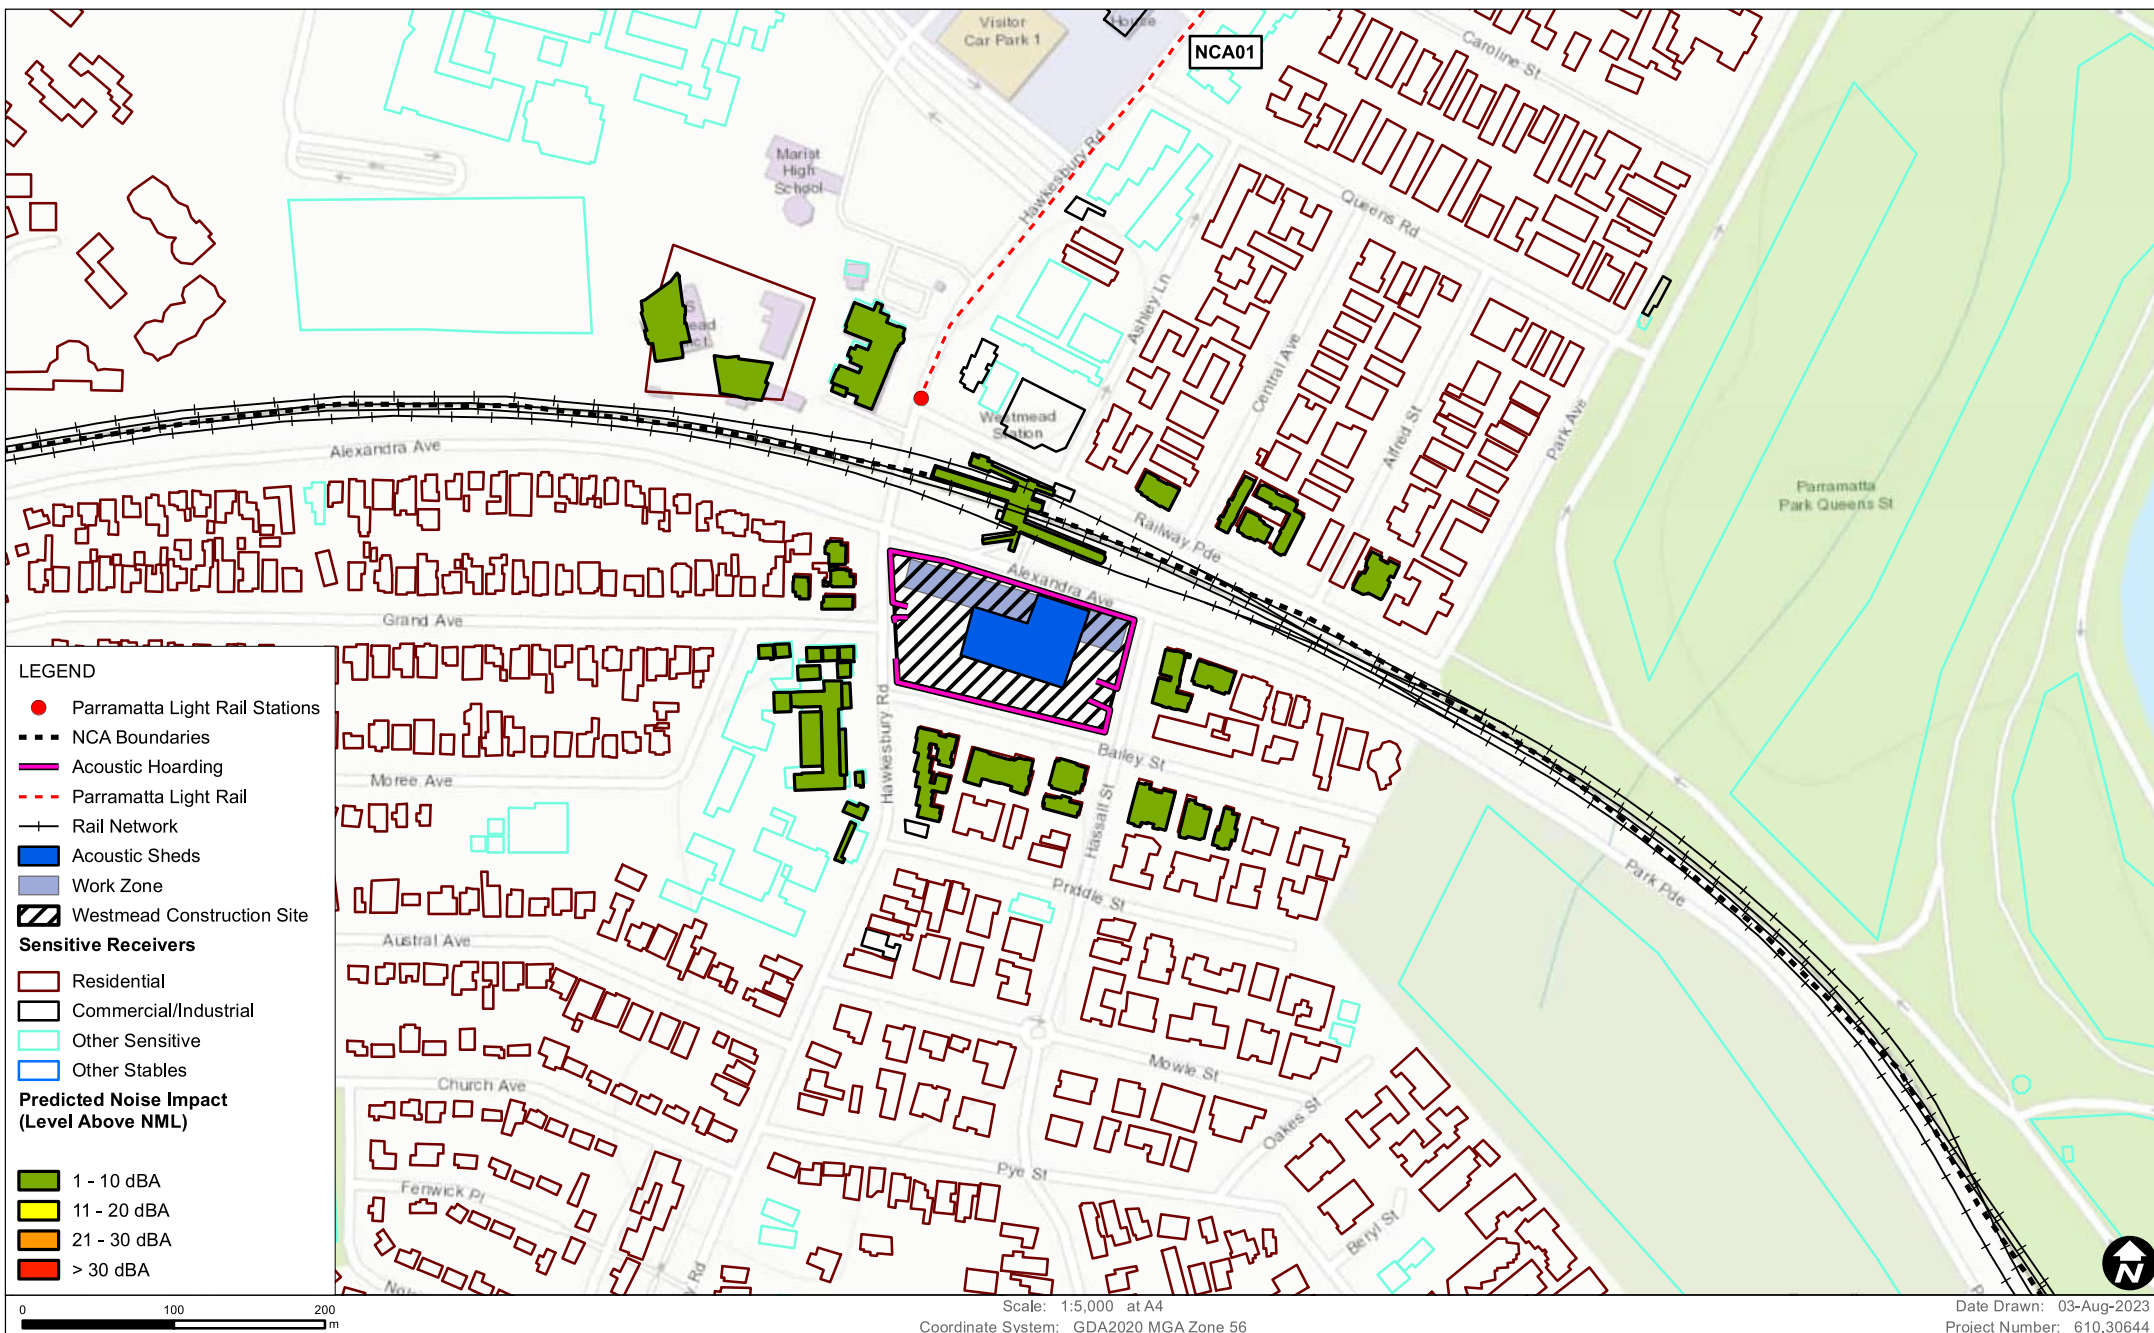 Visitor
Car Park 1
House
NCA01
Caroline St
Marist
High
School
Hawkesbury Rd
Queens Rd
Ashley Ln
Central Ave
Alfred St
Park Ave
Westmead
Station
Parramatta
Park Queens St
Alexandra Ave
Railway Pde
Alexandra Ave
Grand Ave
Hawkesbury Rd
Bailey St
Hassall St
Moree Ave
Priddle St
Park Pde
Austral Ave
Mowle St
Church Ave
Oakes St
Pye St
Fenwick Pl
Beryl St
Rd
LEGEND
Parramatta Light Rail Stations
NCA Boundaries
Acoustic Hoarding
Parramatta Light Rail
Rail Network
Acoustic Sheds
Work Zone
Westmead Construction Site
Sensitive Receivers
Residential
Commercial/Industrial
Other Sensitive
Other Stables
Predicted Noise Impact
(Level Above NML)
1 - 10 dBA
11 - 20 dBA
21 - 30 dBA
> 30 dBA
N
0 100 200
m
Scale: 1:5,000 at A4
Coordinate System: GDA2020 MGA Zone 56
Date Drawn: 03-Aug-2023
Project Number: 610.30644